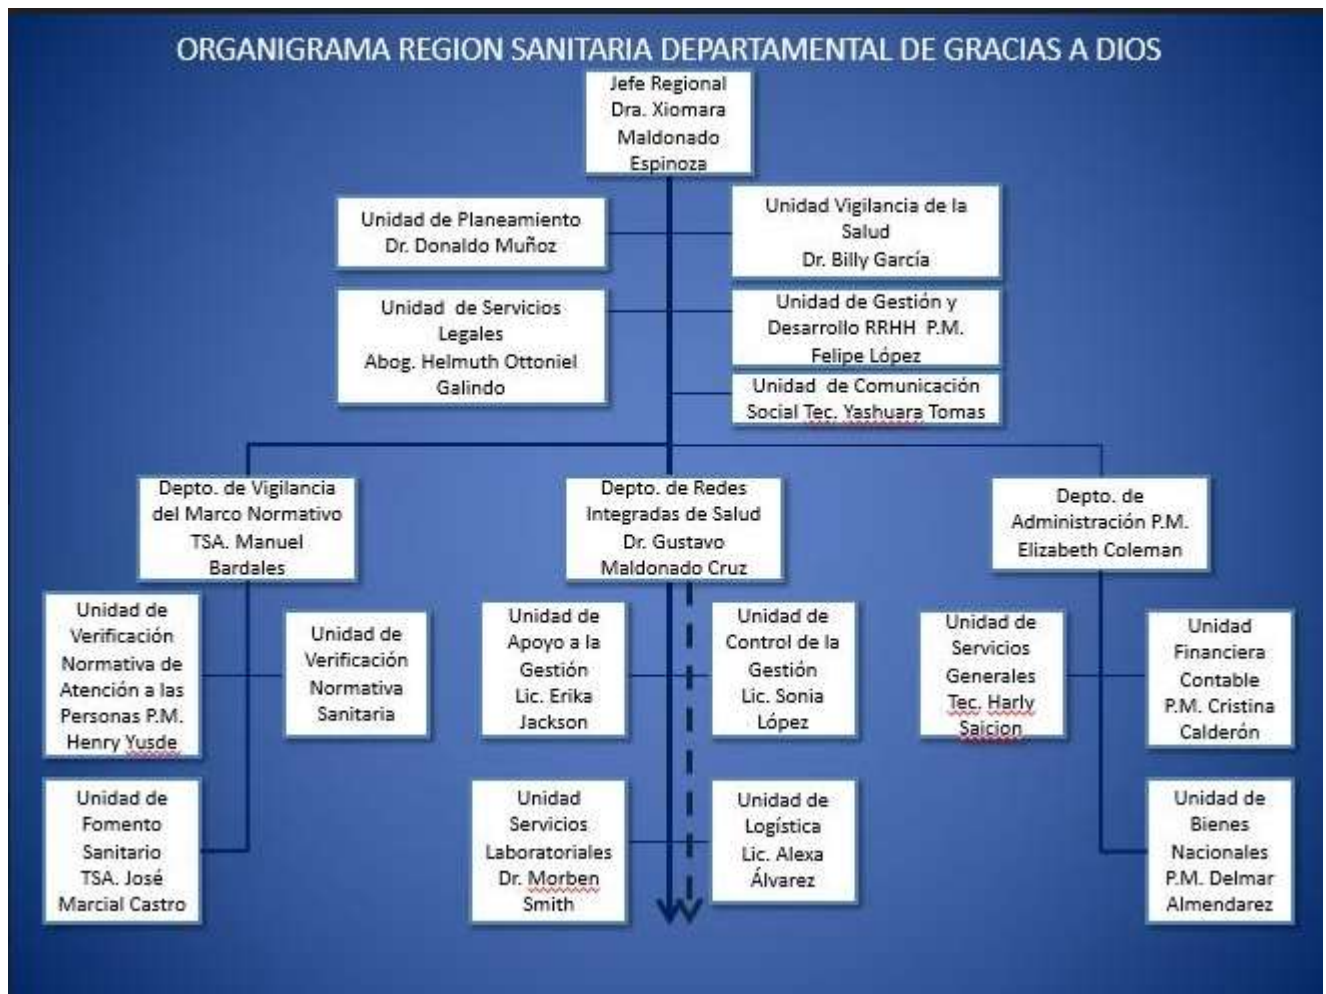 ORGANIGRAMA REGION SANITARIA DEPARTAMENTAL DE GRACIAS A DIOS
Jefe Regional
Dra. Xiomara
Maldonado
Espinoza
Unidad de Planeamiento
Dr. Donaldo Muñoz
Unidad Vigilancia de la
Salud
Dr. Billy García
Unidad de Servicios
Legales
Abog. Helmuth Ottoniel
Galindo
Unidad de Gestión y
Desarrollo RRHH P.M.
Felipe López
Unidad de Comunicación
Social Tec. Yashuara Tomas
Depto. de Vigilancia
del Marco Normativo
TSA. Manuel
Bardales
Depto. de Redes
Integradas de Salud
Dr. Gustavo
Maldonado Cruz
Depto. de
Administración P.M.
Elizabeth Coleman
Unidad de
Verificación
Normativa de
Atención a las
Personas P.M.
Henry Yusde
Unidad de
Verificación
Normativa
Sanitaria
Unidad de
Apoyo a la
Gestión
Lic. Erika
Jackson
Unidad de
Control de la
Gestión
Lic. Sonia
López
Unidad de
Servicios
Generales
Tec. Harly
Salcion
Unidad
Financiera
Contable
P.M. Cristina
Calderón
Unidad de
Fomento
Sanitario
TSA. José
Marcial Castro
Unidad
Servicios
Laboratoriales
Dr. Morben
Smith
Unidad de
Logística
Lic. Alexa
Álvarez
Unidad de
Bienes
Nacionales
P.M. Delmar
Almendarez